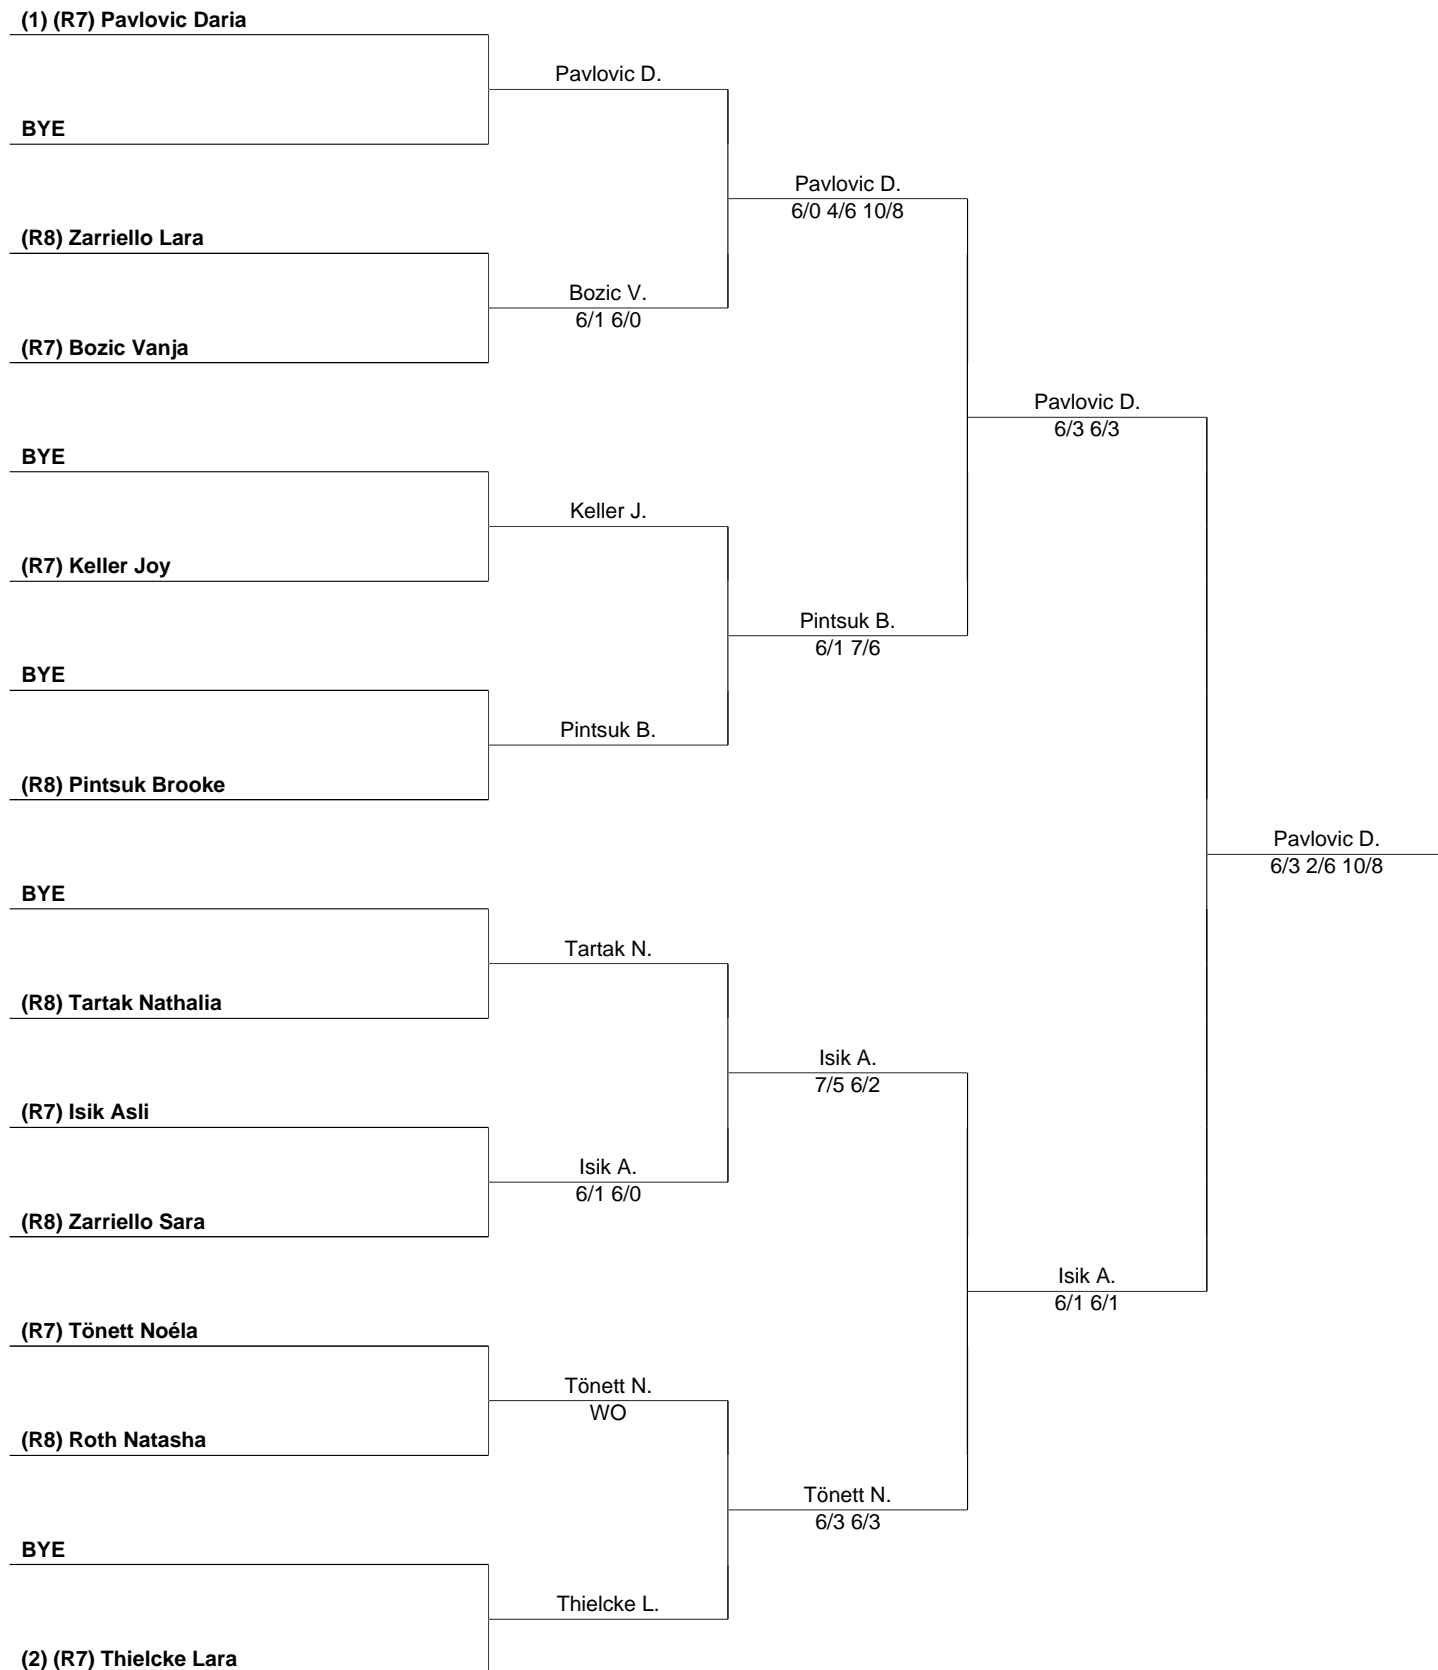 (1) (R7) Pavlovic Daria
Pavlovic D.
BYE
Pavlovic D.
6/0 4/6 10/8
(R8) Zarriello Lara
Bozic V.
6/1 6/0
(R7) Bozic Vanja
Pavlovic D.
6/3 6/3
BYE
Keller J.
(R7) Keller Joy
Pintsuk B.
6/1 7/6
BYE
Pintsuk B.
(R8) Pintsuk Brooke
Pavlovic D.
6/3 2/6 10/8
BYE
Tartak N.
(R8) Tartak Nathalia
Isik A.
7/5 6/2
(R7) Isik Asli
Isik A.
6/1 6/0
(R8) Zarriello Sara
Isik A.
6/1 6/1
(R7) Tönett Noéla
Tönett N.
WO
(R8) Roth Natasha
Tönett N.
6/3 6/3
BYE
Thielcke L.
(2) (R7) Thielcke Lara